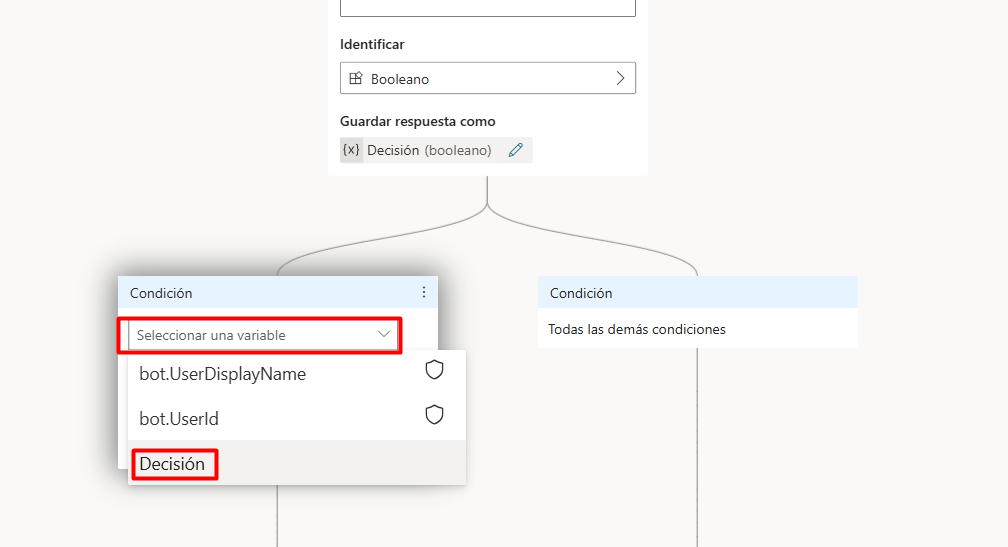 Identificar
Booleano
Guardar respuesta como
{x} Decisión (booleano)
Condición
Seleccionar una variable
bot.UserDisplayName
bot.UserId
Decisión
Condición
Todas las demás condiciones